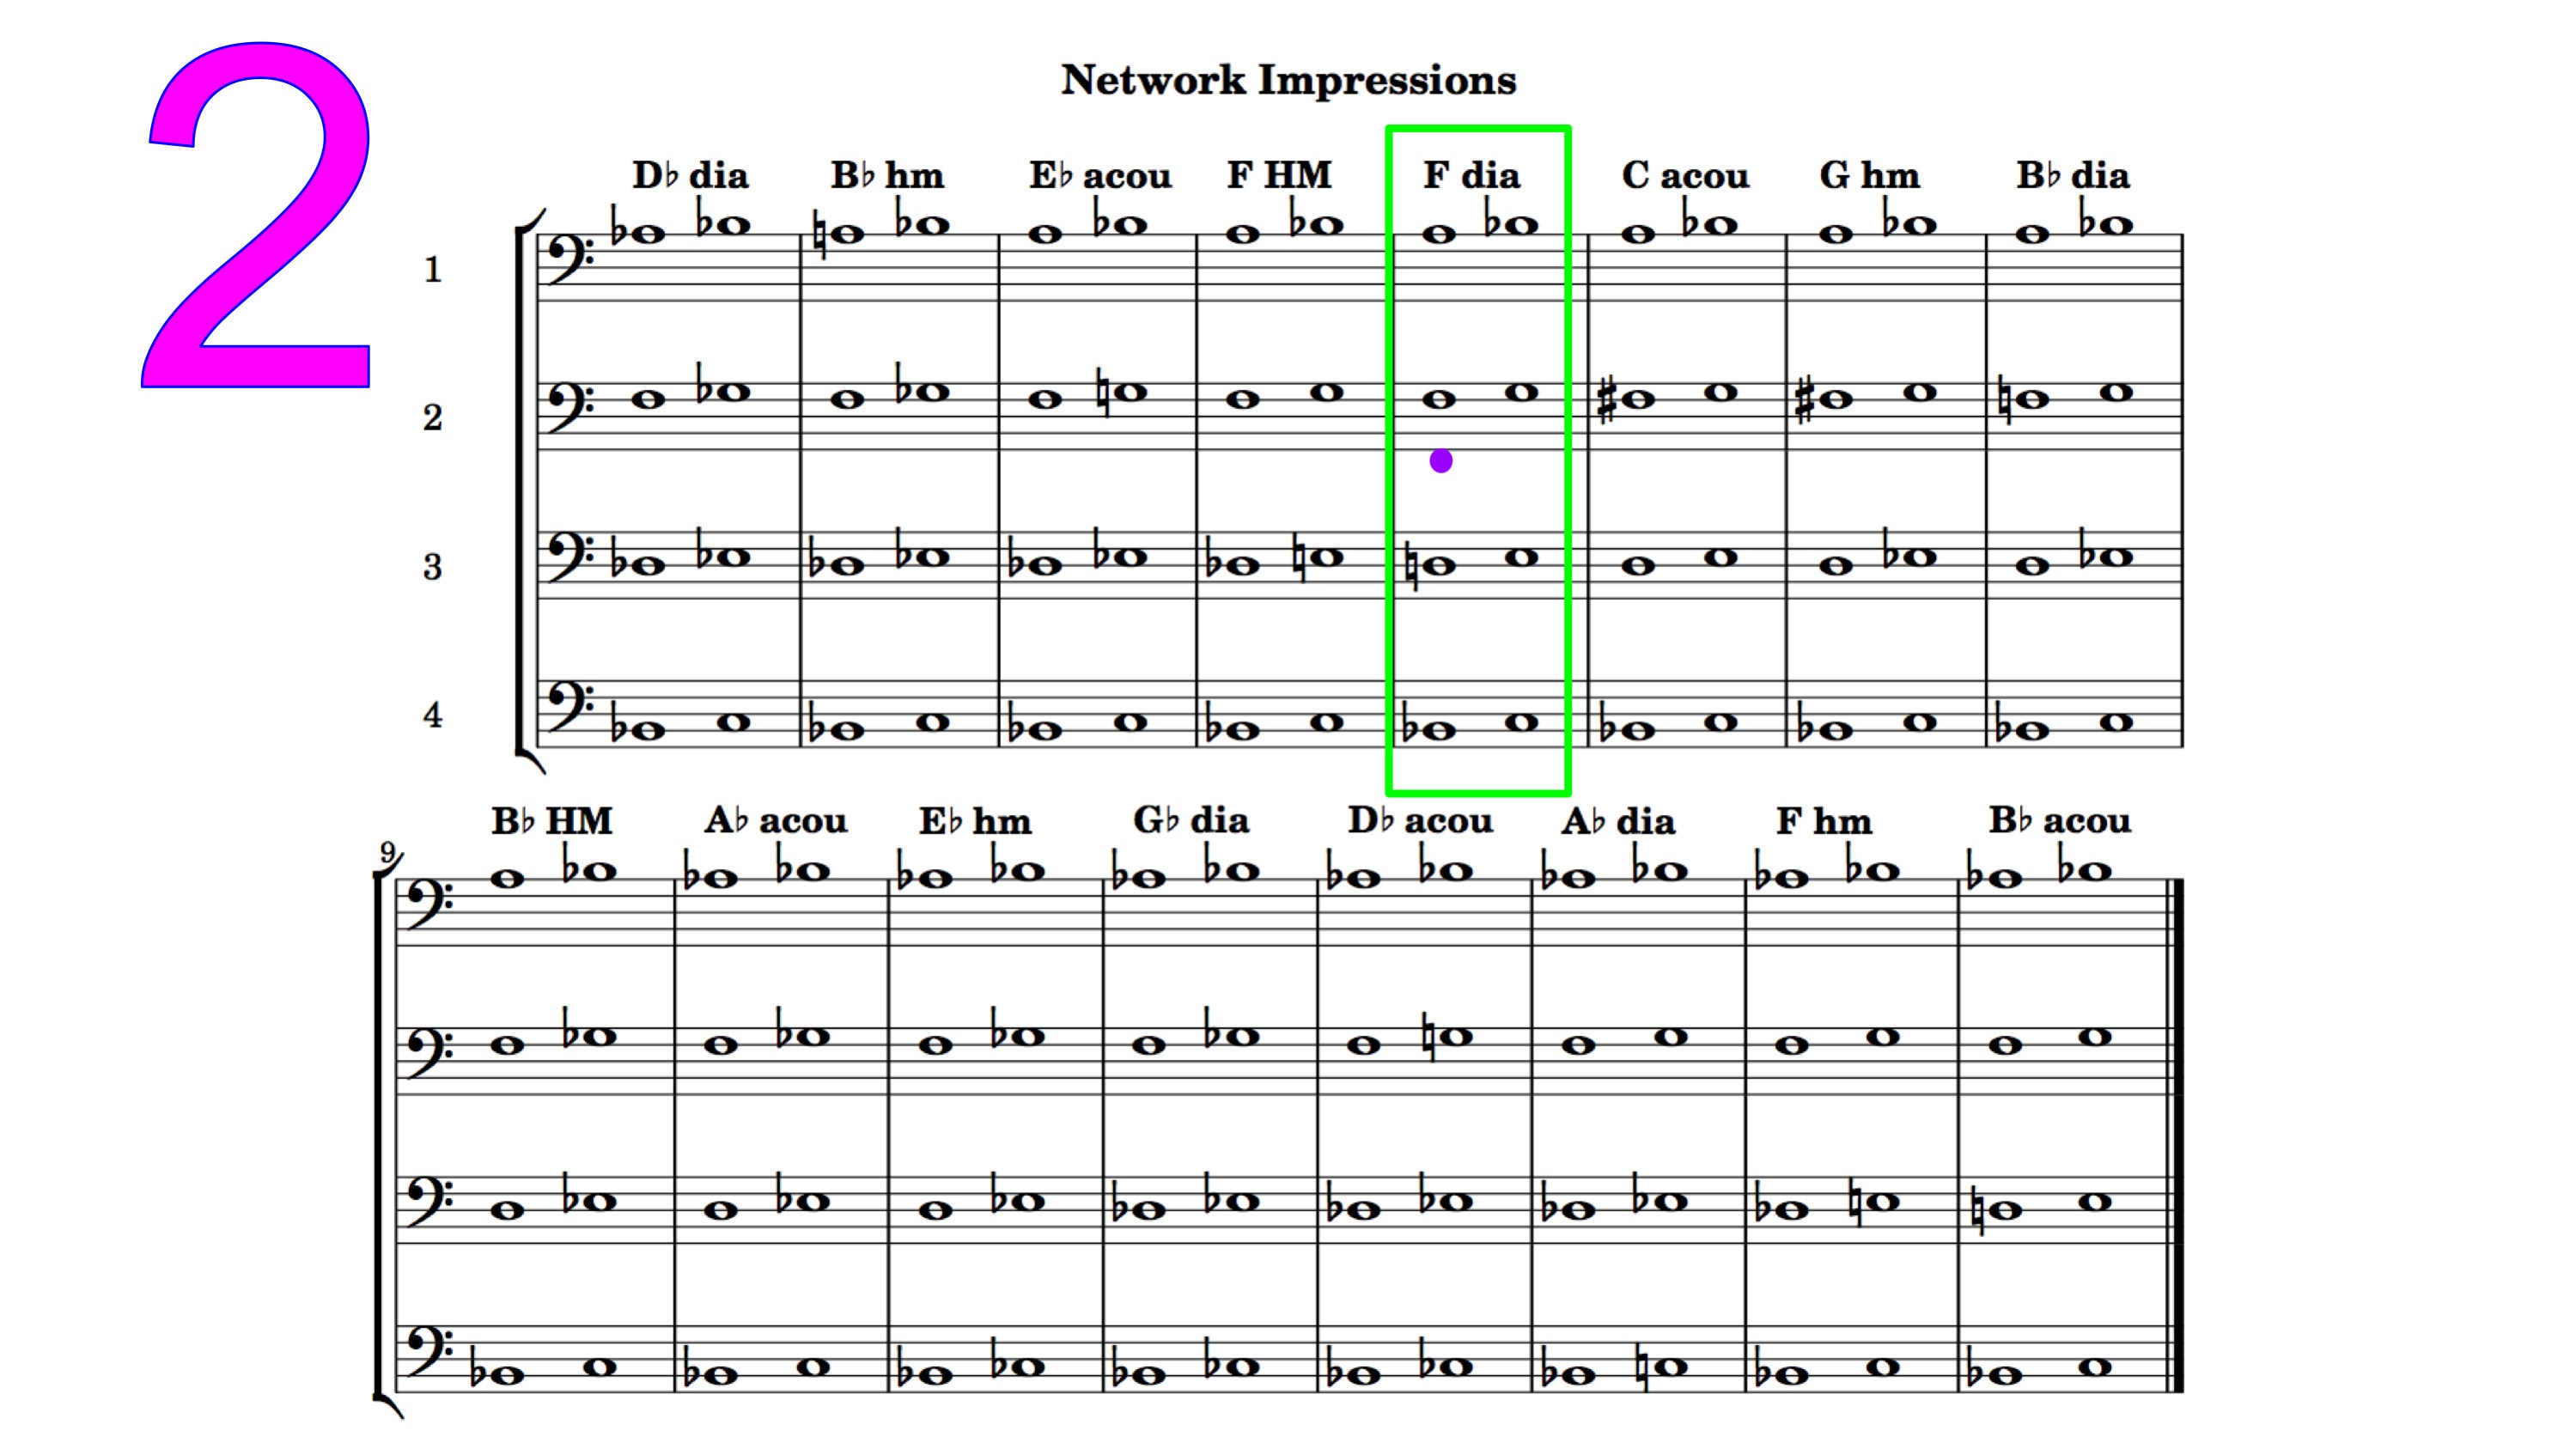 2
Network Impressions
D♭ dia B♭ hm E♭ acou F HM F dia C acou G hm B♭ dia
1
2
3
4
B♭ HM A♭ acou E♭ hm G♭ dia D♭ acou A♭ dia F hm B♭ acou
9